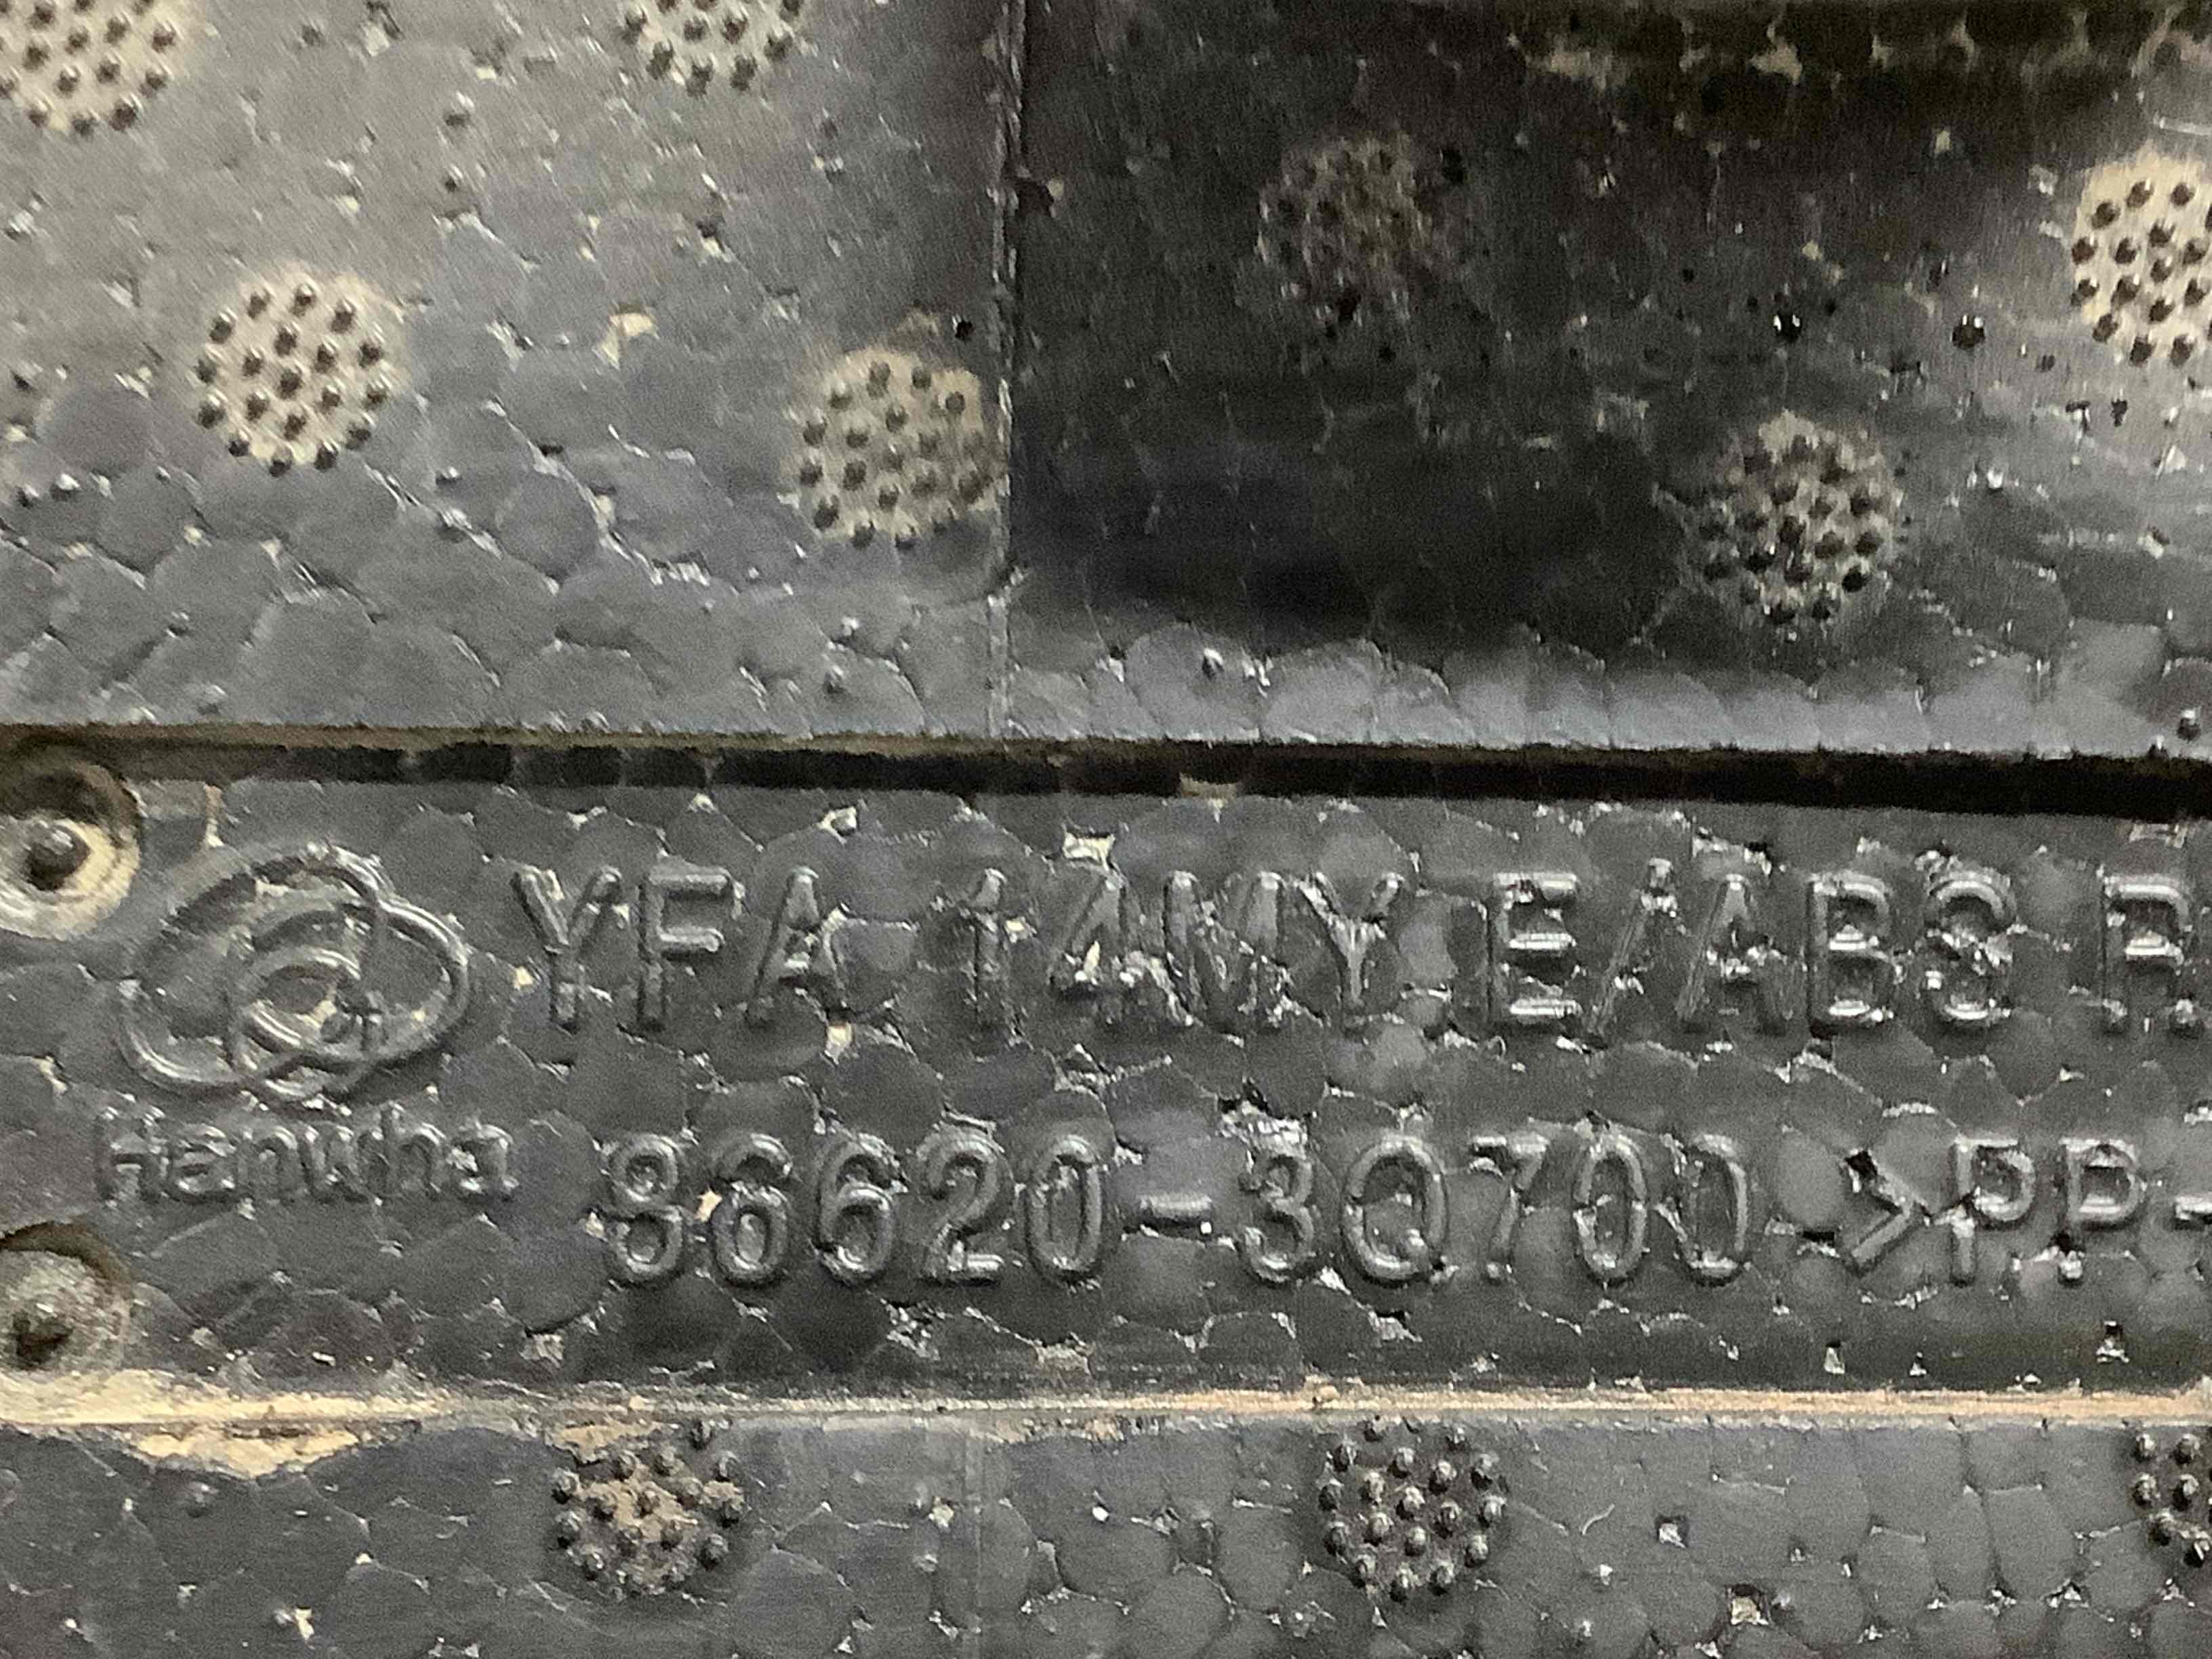 YFA 14MY E/ABS R
Hanwha 86620-3Q700 >PP-